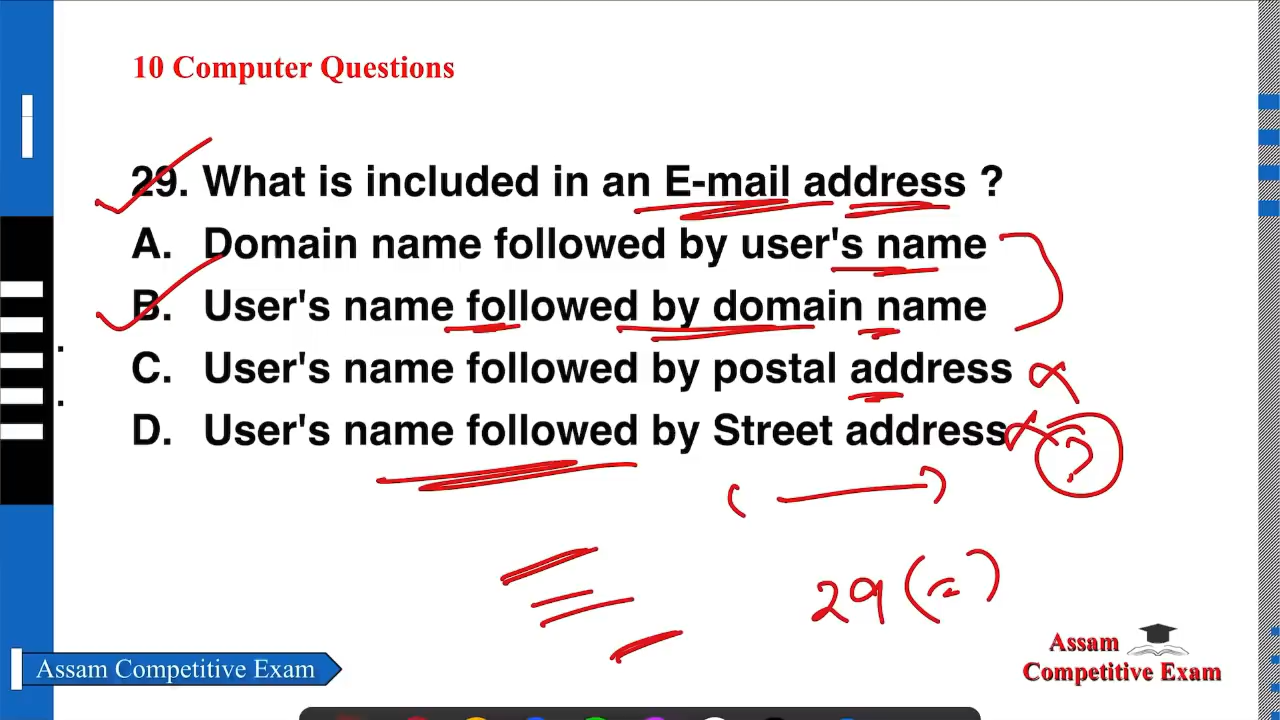 10 Computer Questions
29. What is included in an E-mail address ?
A. Domain name followed by user's name
B. User's name followed by domain name
C. User's name followed by postal address
D. User's name followed by Street address
?
29 (
Assam Competitive Exam
Assam
Competitive Exam